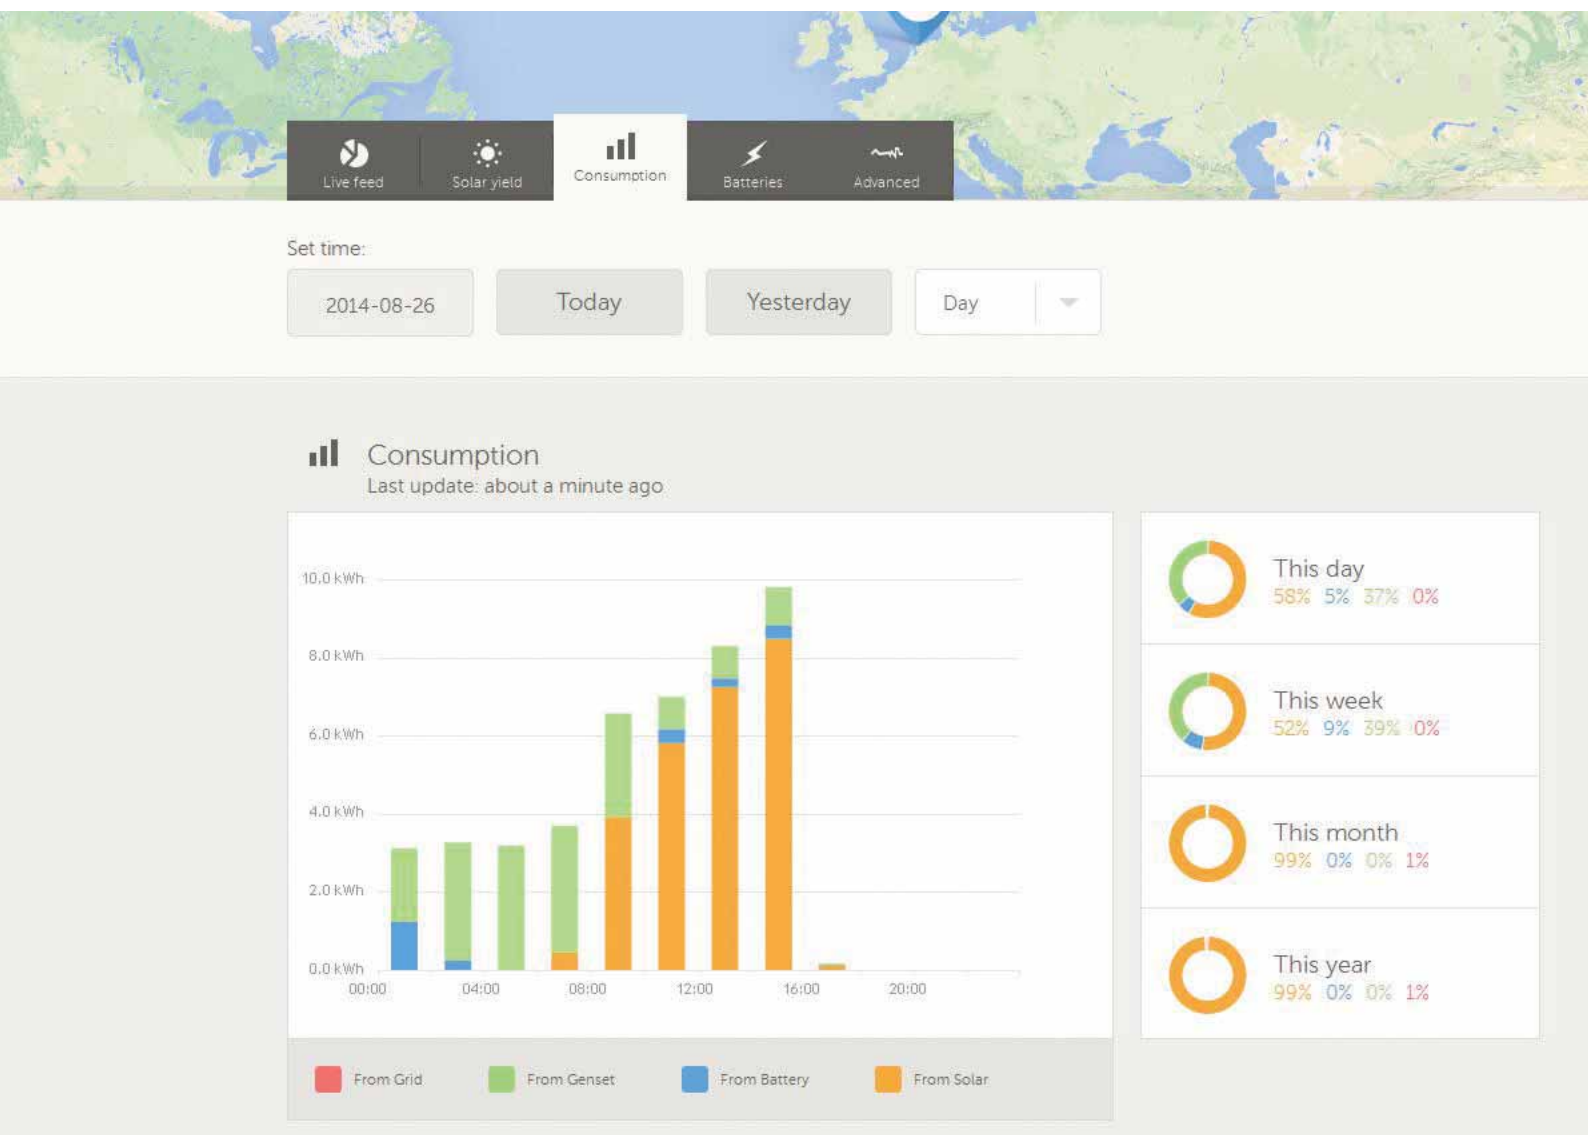 Live feed
Solar yield
Consumption
Batteries
Advanced
Set time:
2014-08-26
Today
Yesterday
Day
Consumption
Last update: about a minute ago
10.0 kWh
8.0 kWh
6.0 kWh
4.0 kWh
2.0 kWh
0.0 kWh
00:00 04:00 08:00 12:00 16:00 20:00
From Grid From Genset From Battery From Solar
This day
58% 5% 37% 0%
This week
52% 9% 39% 0%
This month
99% 0% 0% 1%
This year
99% 0% 0% 1%